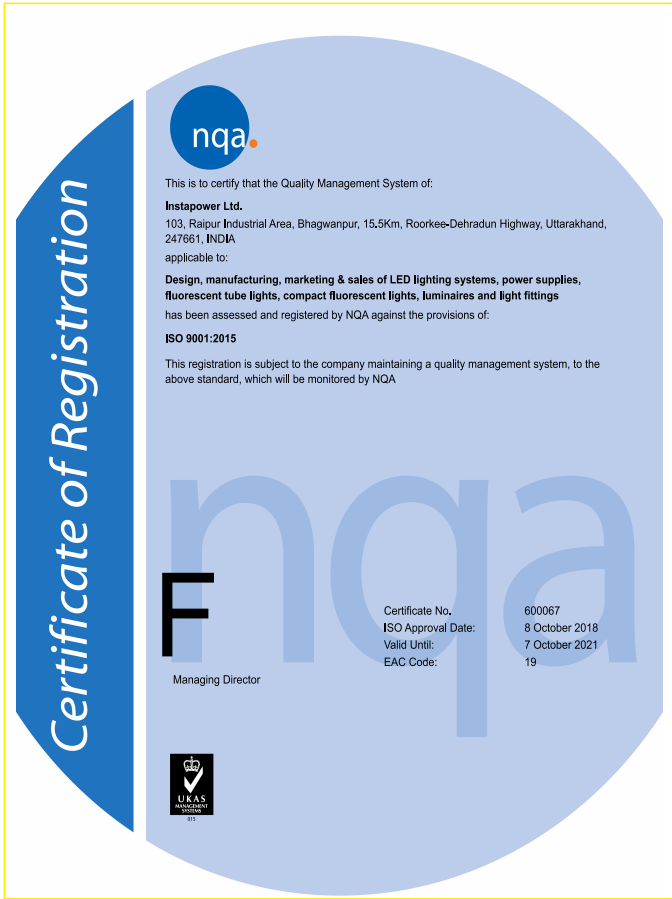 Certificate of Registration
nqa.
This is to certify that the Quality Management System of:
Instapower Ltd.
103, Raipur Industrial Area, Bhagwanpur, 15.5Km, Roorkee-Dehradun Highway, Uttarakhand,
247661, INDIA
applicable to:
Design, manufacturing, marketing & sales of LED lighting systems, power supplies,
fluorescent tube lights, compact fluorescent lights, luminaires and light fittings
has been assessed and registered by NQA against the provisions of:
ISO 9001:2015
This registration is subject to the company maintaining a quality management system, to the
above standard, which will be monitored by NQA
nqa
F
Managing Director
Certificate No. 600067
ISO Approval Date: 8 October 2018
Valid Until: 7 October 2021
EAC Code: 19
UKAS
MANAGEMENT
SYSTEMS
015